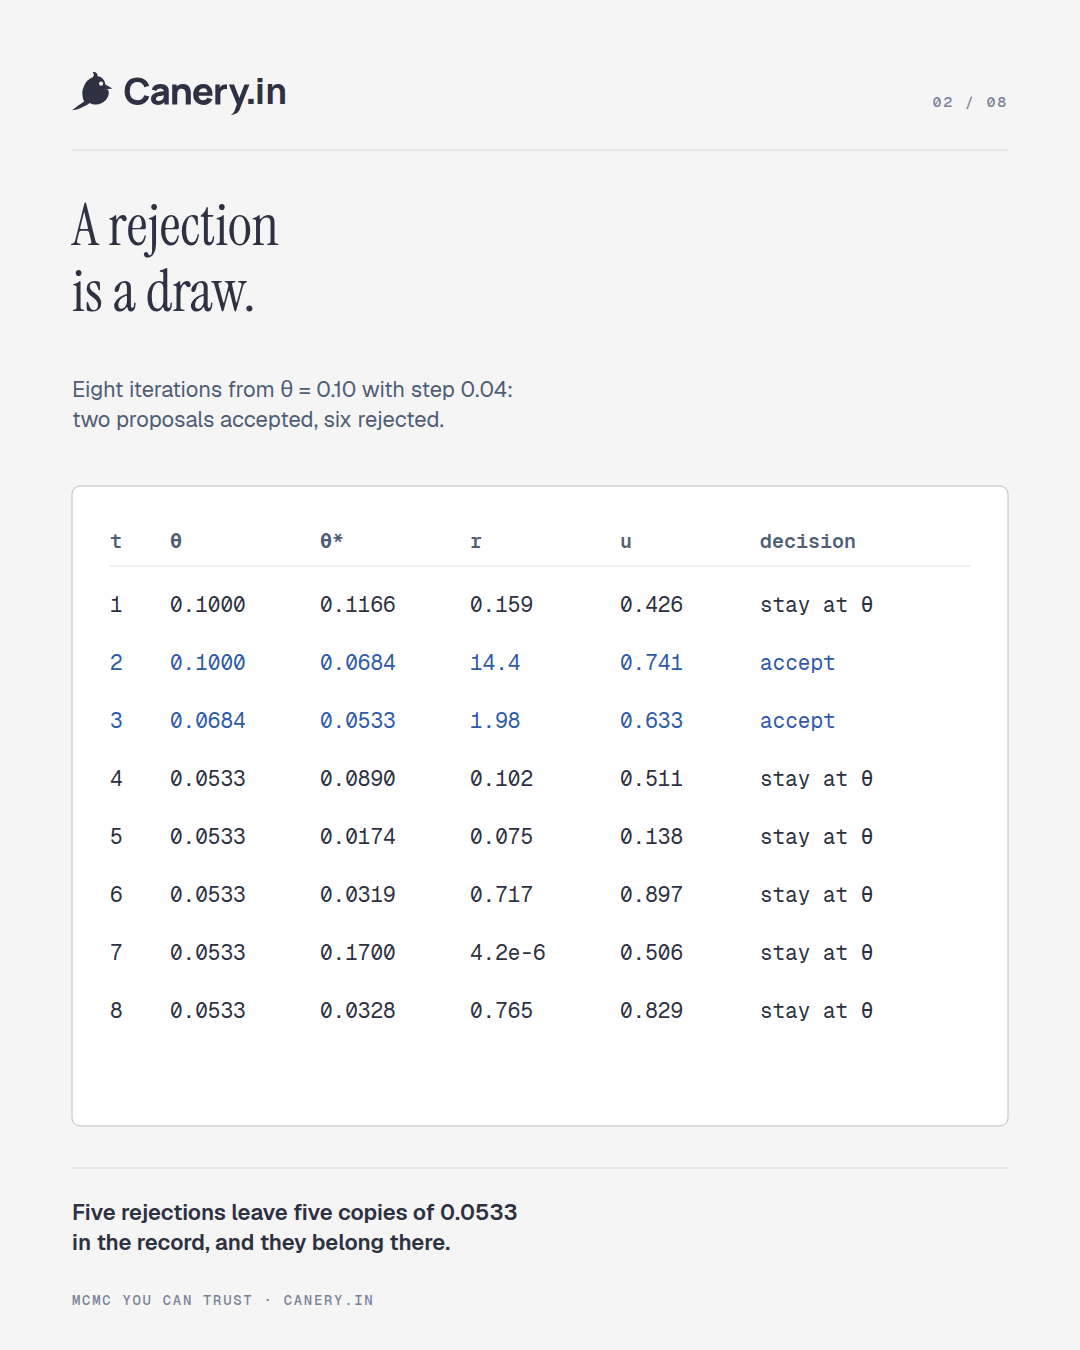 Canery.in
02 / 08
A rejection
is a draw.
Eight iterations from θ = 0.10 with step 0.04:
two proposals accepted, six rejected.
t θ θ* r u decision
1 0.1000 0.1166 0.159 0.426 stay at θ
2 0.1000 0.0684 14.4 0.741 accept
3 0.0684 0.0533 1.98 0.633 accept
4 0.0533 0.0890 0.102 0.511 stay at θ
5 0.0533 0.0174 0.075 0.138 stay at θ
6 0.0533 0.0319 0.717 0.897 stay at θ
7 0.0533 0.1700 4.2e-6 0.506 stay at θ
8 0.0533 0.0328 0.765 0.829 stay at θ
Five rejections leave five copies of 0.0533
in the record, and they belong there.
MCMC YOU CAN TRUST · CANERY.IN